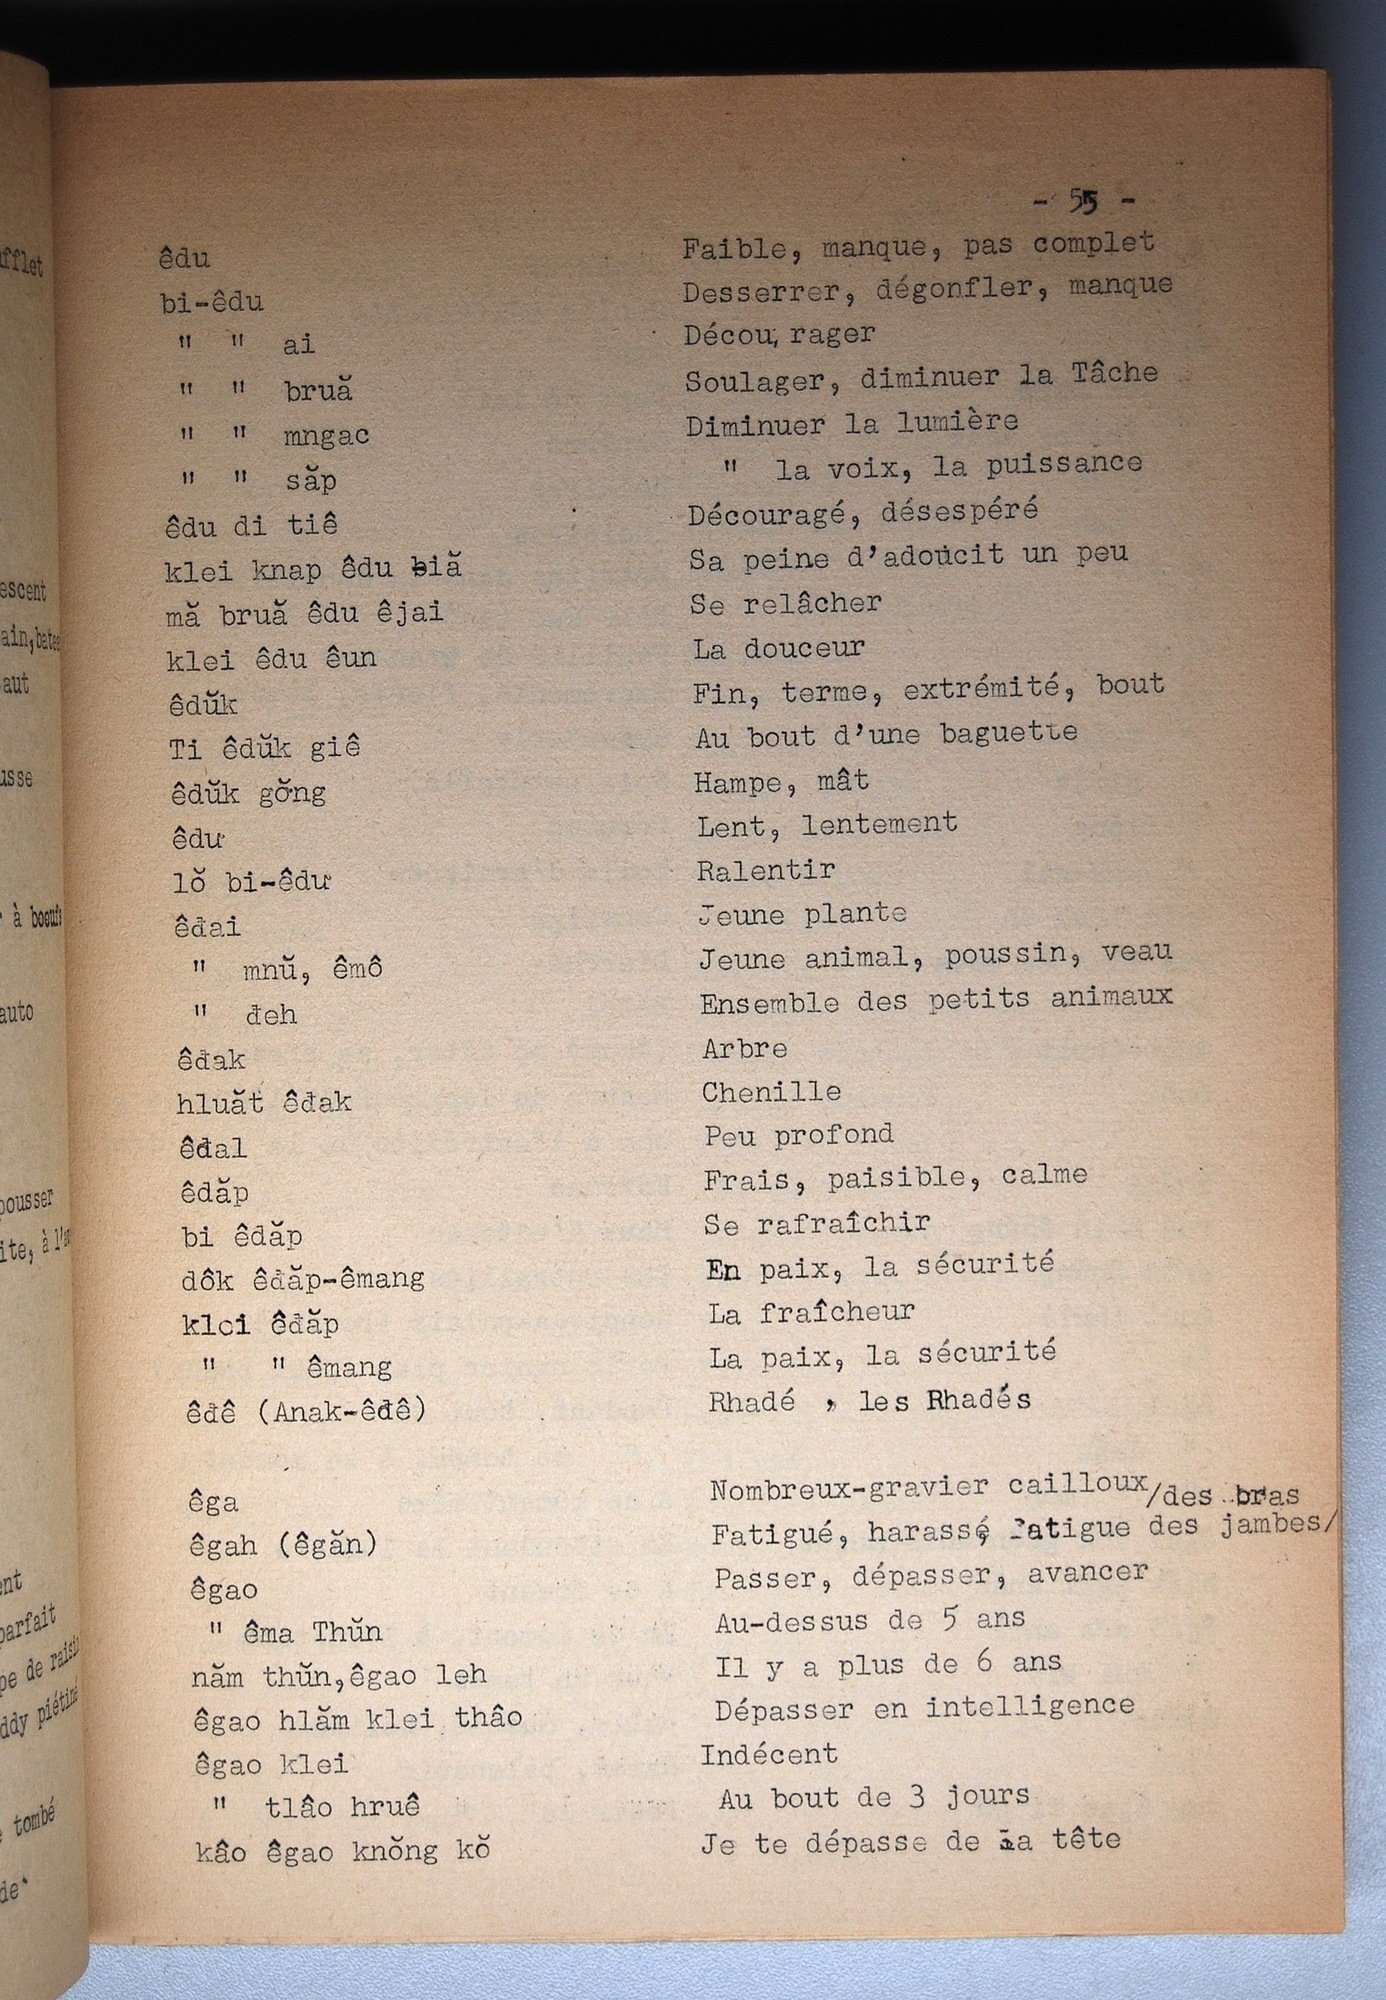 - 55 -
êdu Faible, manque, pas complet
bi-êdu Desserrer, dégonfler, manque
" " ai Décou, rager
" " bruă Soulager, diminuer la Tâche
" " mngac Diminuer la lumière
" " săp " la voix, la puissance
êdu di tiê Découragé, désespéré
klei knap êdu biă Sa peine d'adoucit un peu
mă bruă êdu êjai Se relâcher
klei êdu êun La douceur
êdŭk Fin, terme, extrémité, bout
Ti êdŭk giê Au bout d'une baguette
êdŭk gơ̆ng Hampe, mât
êdư Lent, lentement
lŏ bi-êdư Ralentir
êđai Jeune plante
" mnŭ, êmô Jeune animal, poussin, veau
" đeh Ensemble des petits animaux
êđak Arbre
hluăt êđak Chenille
êđal Peu profond
êđăp Frais, paisible, calme
bi êđăp Se rafraîchir
dôk êđăp-êmang En paix, la sécurité
klei êđăp La fraîcheur
" " êmang La paix, la sécurité
êđê (Anak-êđê) Rhadé , les Rhadés
êga Nombreux-gravier cailloux/des bras
êgah (êgăn) Fatigué, harassé, Fatigue des jambes/
êgao Passer, dépasser, avancer
" êma Thŭn Au-dessus de 5 ans
năm thŭn,êgao leh Il y a plus de 6 ans
êgao hlăm klei thâo Dépasser en intelligence
êgao klei Indécent
" tlâo hruê Au bout de 3 jours
kâo êgao knŏng kŏ Je te dépasse de la tête